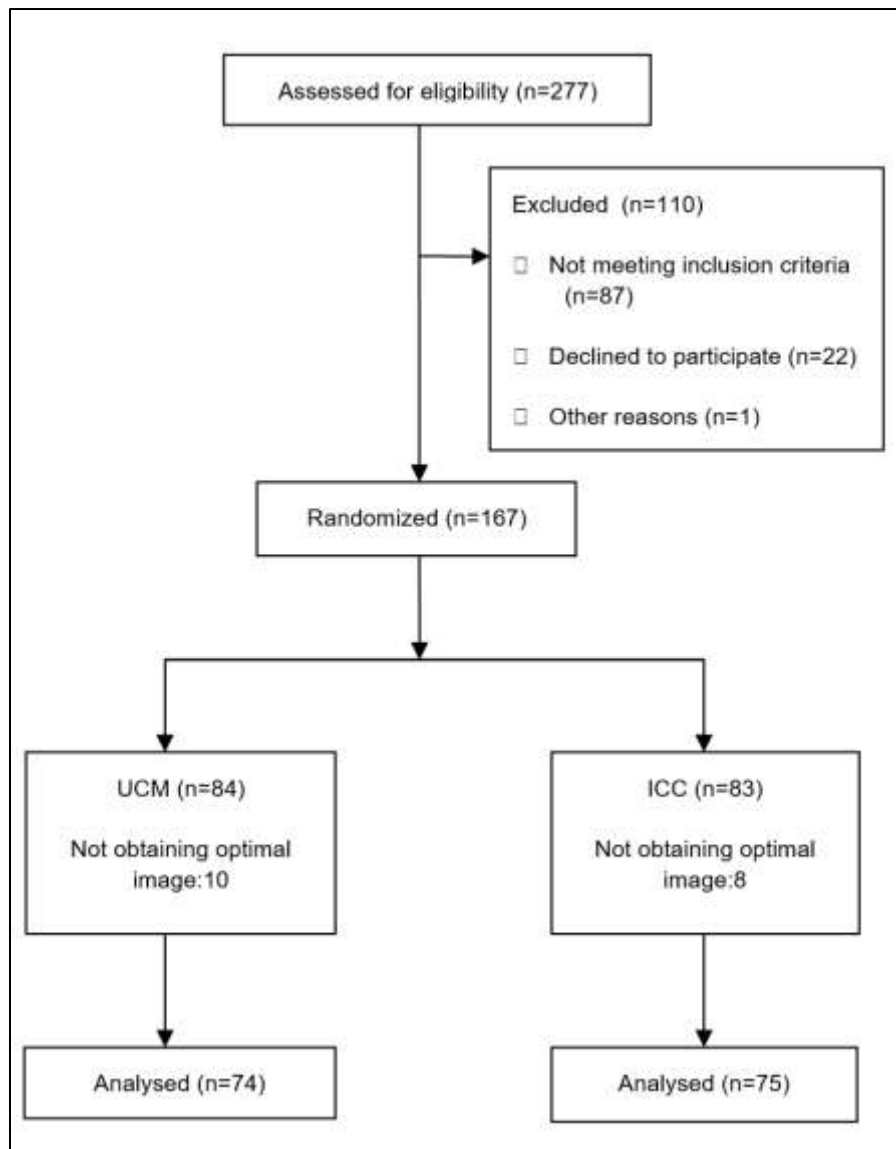 Assessed for eligibility (n=277)
Excluded (n=110)
□ Not meeting inclusion criteria
(n=87)
□ Declined to participate (n=22)
□ Other reasons (n=1)
Randomized (n=167)
UCM (n=84)
Not obtaining optimal
image:10
ICC (n=83)
Not obtaining optimal
image:8
Analysed (n=74)
Analysed (n=75)